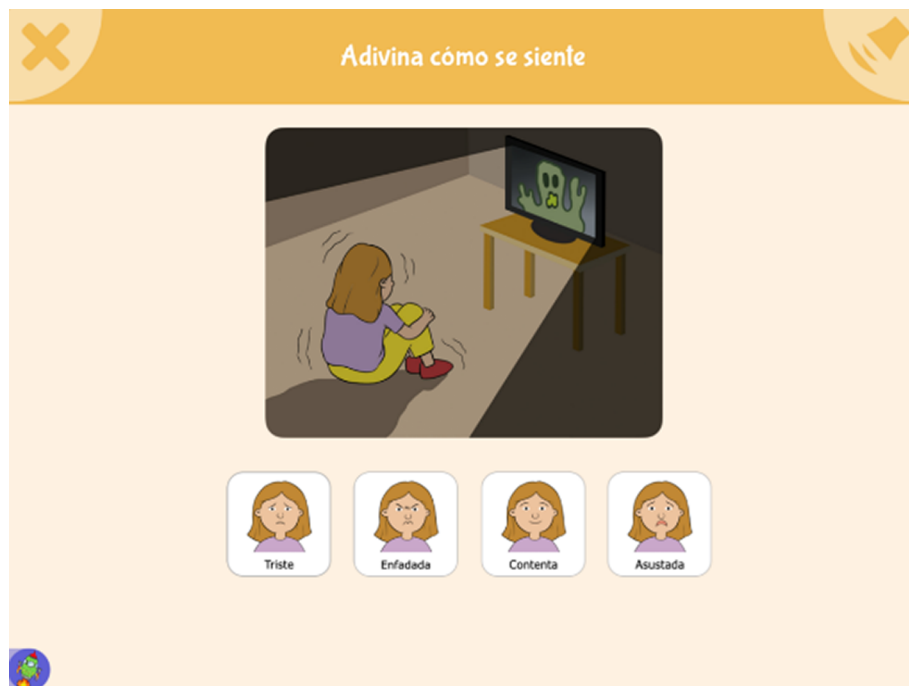 Adivina cómo se siente
Triste
Enfadada
Contenta
Asustada